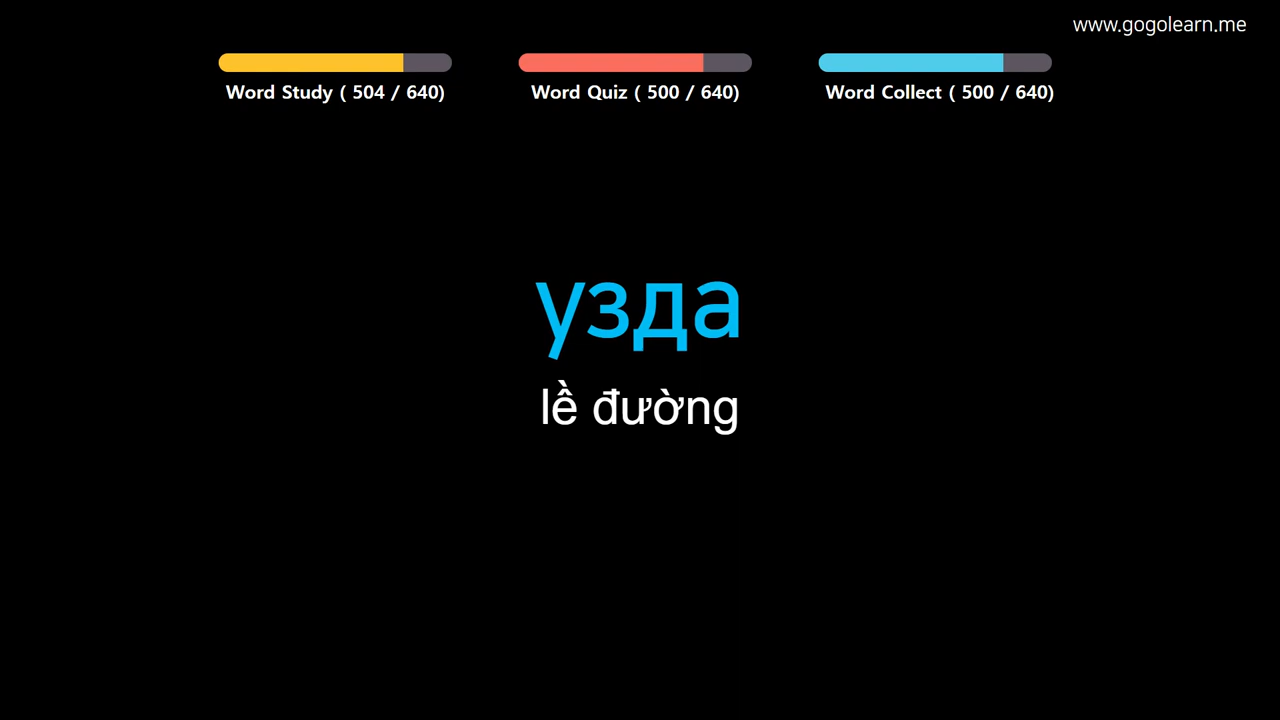 www.gogolearn.me
Word Study ( 504 / 640)
Word Quiz ( 500 / 640)
Word Collect ( 500 / 640)
узда
lề đường